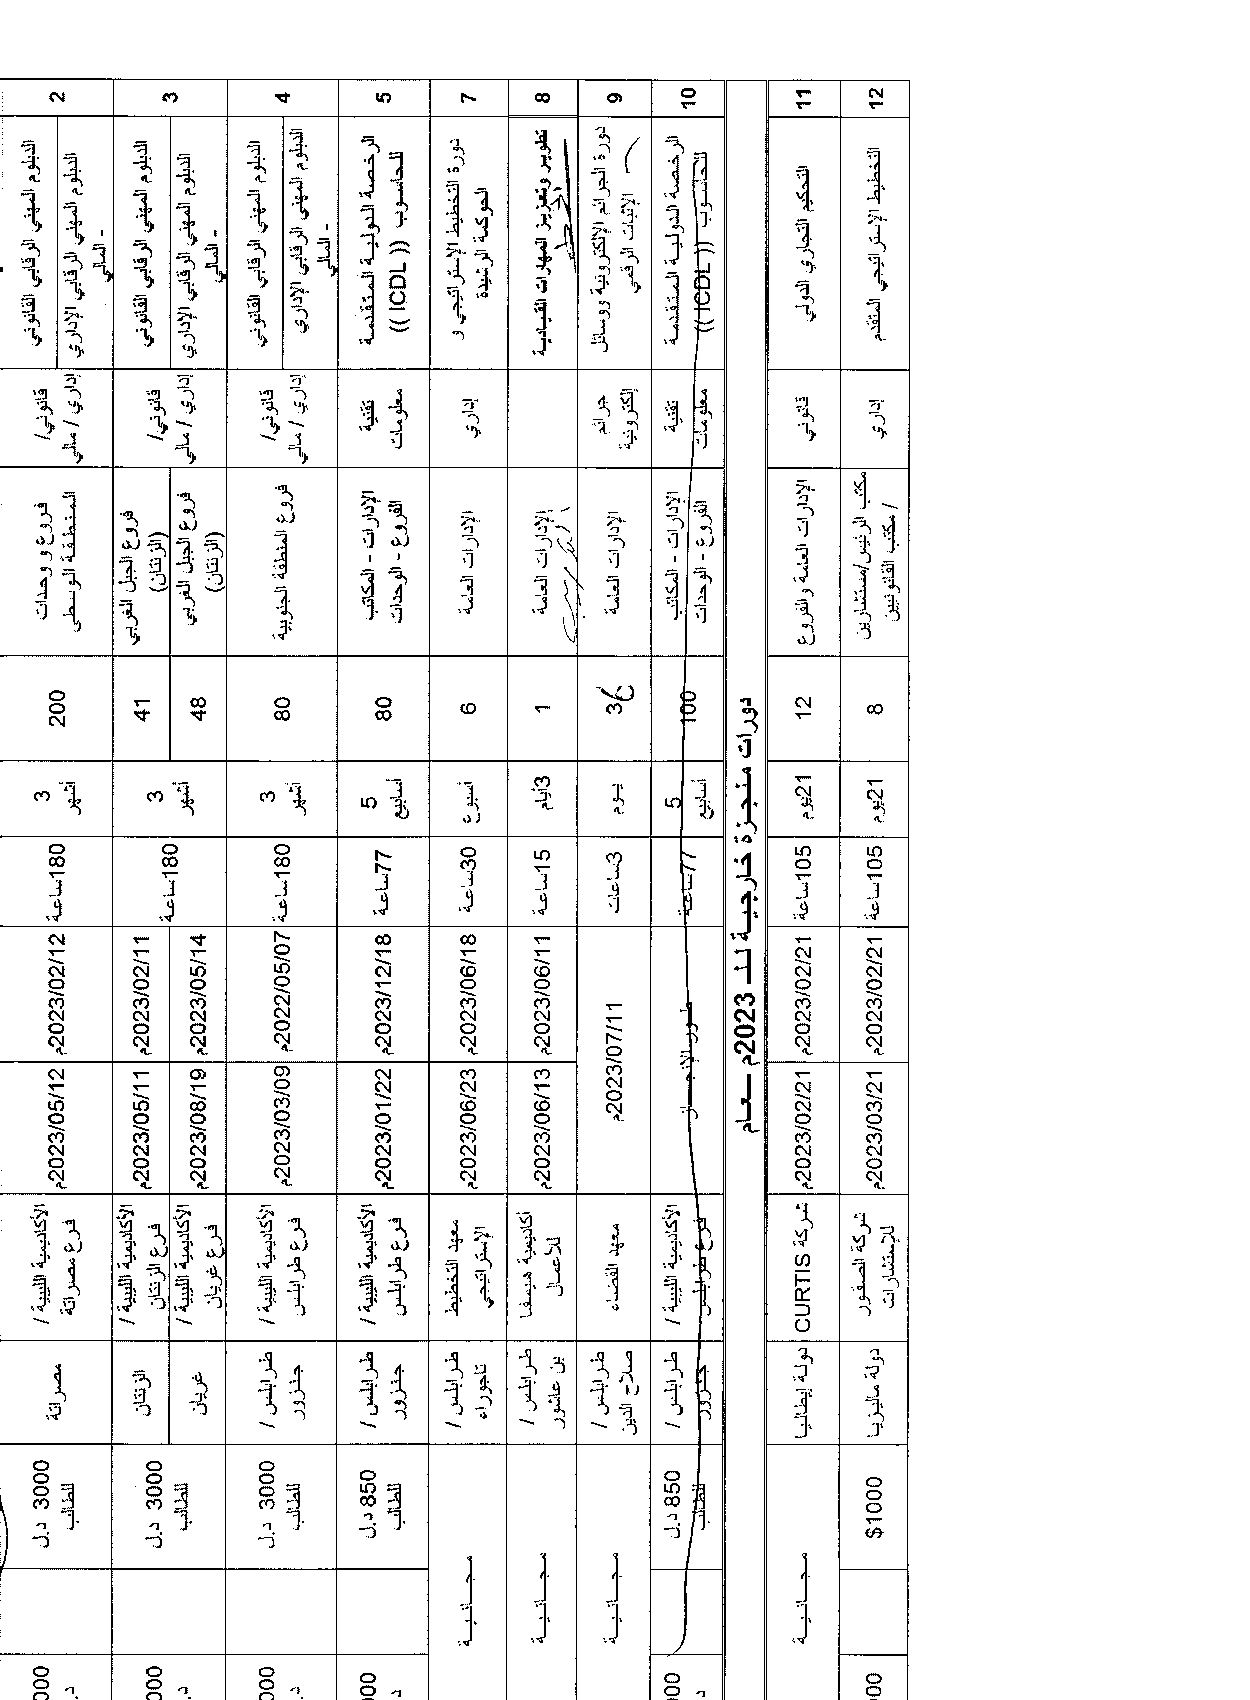 2
الدبلوم المهني الرقابي القانوني
الدبلوم المهني الرقابي الإداري
- المالي
قانوني/
إداري / مالي
فروع و وحدات
المنطقة الوسطى
200
3
أشهر
180ساعة
2023/02/12م
2023/05/12م
الأكاديمية الليبية /
فرع مصراتة
مصراتة
3000 د.ل
للطالب
000
د.
3
الدبلوم المهني الرقابي القانوني
الدبلوم المهني الرقابي الإداري
- المالي
قانوني/
إداري / مالي
فروع الجبل الغربي
(الزنتان)
فروع الجبل الغربي
(الزنتان)
41
48
3
أشهر
180ساعة
2023/02/11م
2023/05/14م
2023/05/11م
2023/08/19م
الأكاديمية الليبية /
فرع الزنتان
الأكاديمية الليبية /
فرع غريان
الزنتان
غريان
3000 د.ل
للطالب
000
د.
4
الدبلوم المهني الرقابي القانوني
الدبلوم المهني الرقابي الإداري
- المالي
قانوني/
إداري / مالي
فروع المنطقة الجنوبية
80
3
أشهر
180ساعة
2022/05/07م
2023/03/09م
الأكاديمية الليبية /
فرع طرابلس
طرابلس /
جنزور
3000 د.ل
للطالب
000
د.
5
الرخصة الدولية المتقدمة
للحاسوب (( ICDL ))
تقنية
معلومات
الإدارات - المكاتب
الفروع - الوحدات
80
5
أسابيع
77ساعة
2023/12/18م
2023/01/22م
الأكاديمية الليبية /
فرع طرابلس
طرابلس /
جنزور
850 د.ل
للطالب
000
د
7
دورة التخطيط الإستراتيجي و
الحوكمة الرشيدة
إداري
الإدارات العامة
6
أسبوع
30ساعة
2023/06/18م
2023/06/23م
معهد التخطيط
الإستراتيجي
طرابلس /
تاجوراء
مجانية
8
تطوير وتعزيز المهارات القيادية
الإدارات العامة
1
3أيام
15ساعة
2023/06/11م
2023/06/13م
أكاديمية هيسفا
للأعمال
طرابلس /
بن عاشور
مجانية
9
دورة الجرائم الإلكترونية ووسائل
الإثبات الرقمي
جرائم
إلكترونية
الإدارات العامة
36
يوم
3ساعات
2023/07/11م
معهد القضاء
طرابلس /
صلاح الدين
مجانية
10
الرخصة الدولية المتقدمة
للحاسوب (( ICDL ))
تقنية
معلومات
الإدارات - المكاتب
الفروع - الوحدات
100
5
أسابيع
77ساعة
طور الإنجاز
الأكاديمية الليبية /
فرع طرابلس
طرابلس /
جنزور
850 د.ل
للطالب
000
د
دورات منجزة خارجية للـ 2023م ـعام
11
التحكيم التجاري الدولي
قانوني
الإدارات العامة والفروع
12
21يوم
105ساعة
2023/02/21م
2023/02/21م
شركة CURTIS
دولة إيطاليا
مجانية
12
التخطيط الإستراتيجي المتقدم
إداري
مكتب الرئيس/مستشارين
/ مكتب القانونيين
8
21يوم
105ساعة
2023/02/21م
2023/03/21م
شركة الصقور
للإستشارات
دولة ماليزيا
$1000
000